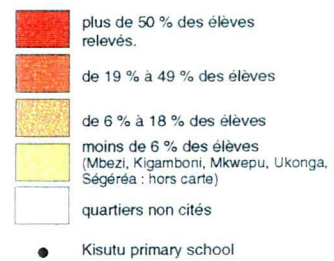 plus de 50 % des élèves
relevés.
de 19 % à 49 % des élèves
de 6 % à 18 % des élèves
moins de 6 % des élèves
(Mbezi, Kigamboni, Mkwepu, Ukonga,
Ségéréa : hors carte)
quartiers non cités
Kisutu primary school